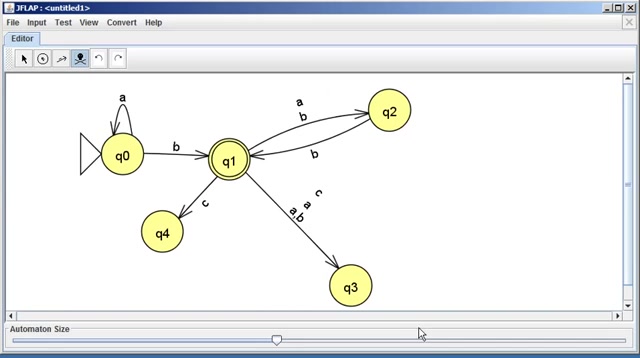 JFLAP : <untitled1>
File Input Test View Convert Help
Editor
a
a
b
q2
q0
b
q1
b
c
a
a,b
c
q4
q3
Automaton Size